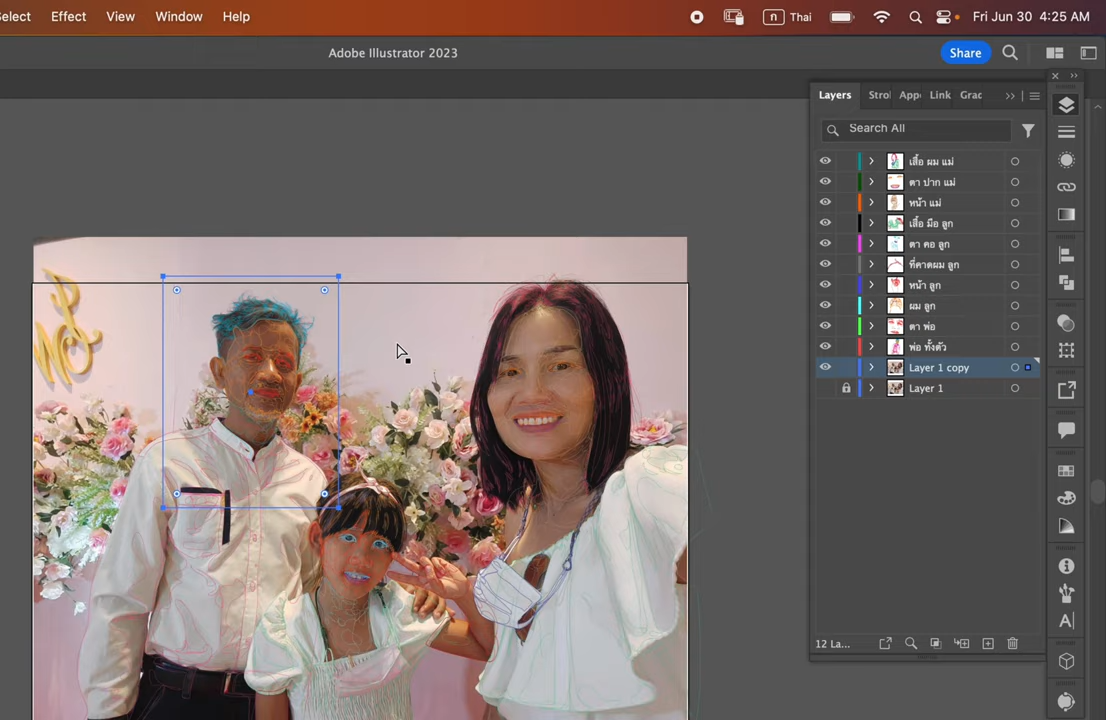 Select Effect View Window Help
n Thai Fri Jun 30 4:25 AM
Adobe Illustrator 2023
Share
Layers Stro App Link Grac
Search All
เสื้อ ผม แม่
ตา ปาก แม่
หน้า แม่
เสื้อ มือ ลูก
ตา คอ ลูก
ที่คาดผม ลูก
หน้า ลูก
ผม ลูก
ตา พ่อ
พ่อ ทั้งตัว
Layer 1 copy
Layer 1
12 La...